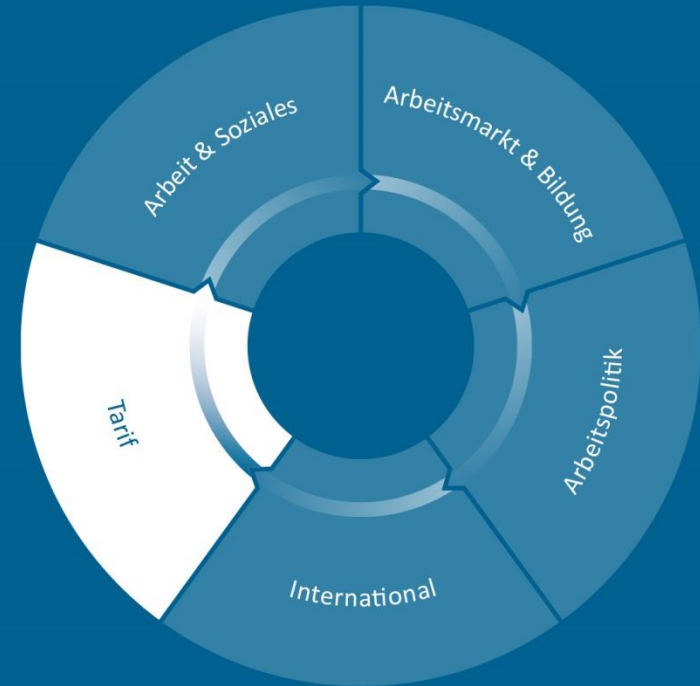 Arbeit & Soziales
Arbeitsmarkt & Bildung
Arbeitspolitik
International
Tarif